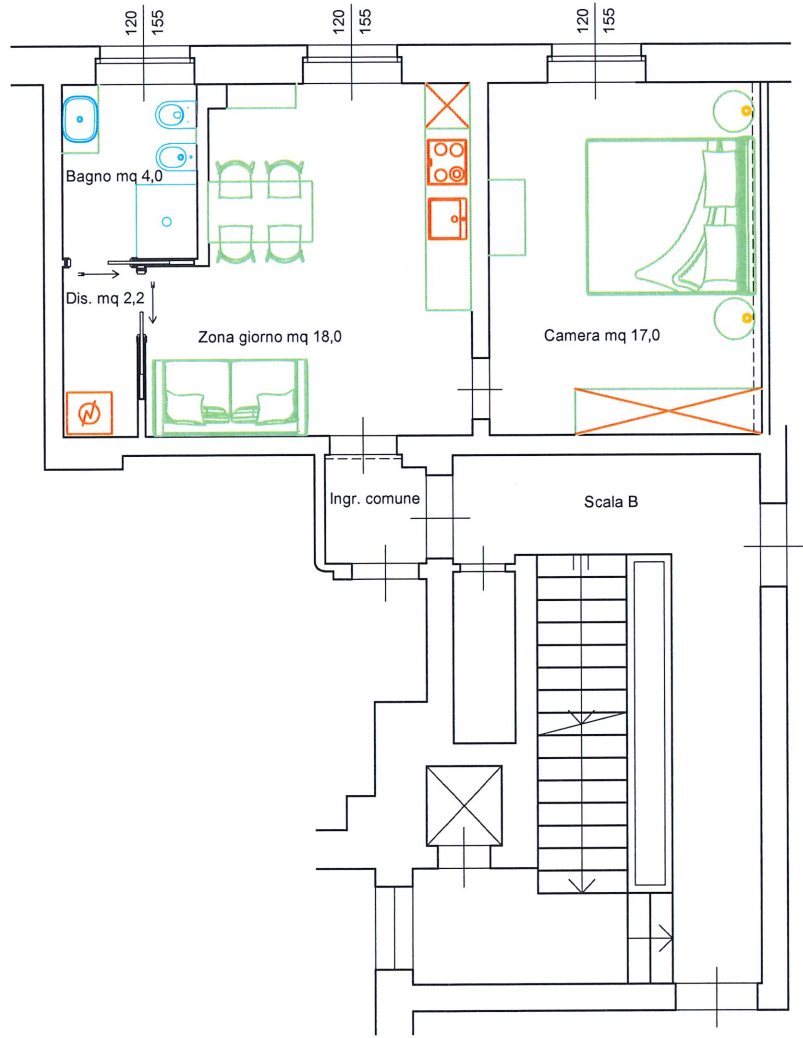 120
155
120
155
120
155
Bagno mq 4,0
Dis. mq 2,2
Zona giorno mq 18,0
Camera mq 17,0
Ingr. comune
Scala B